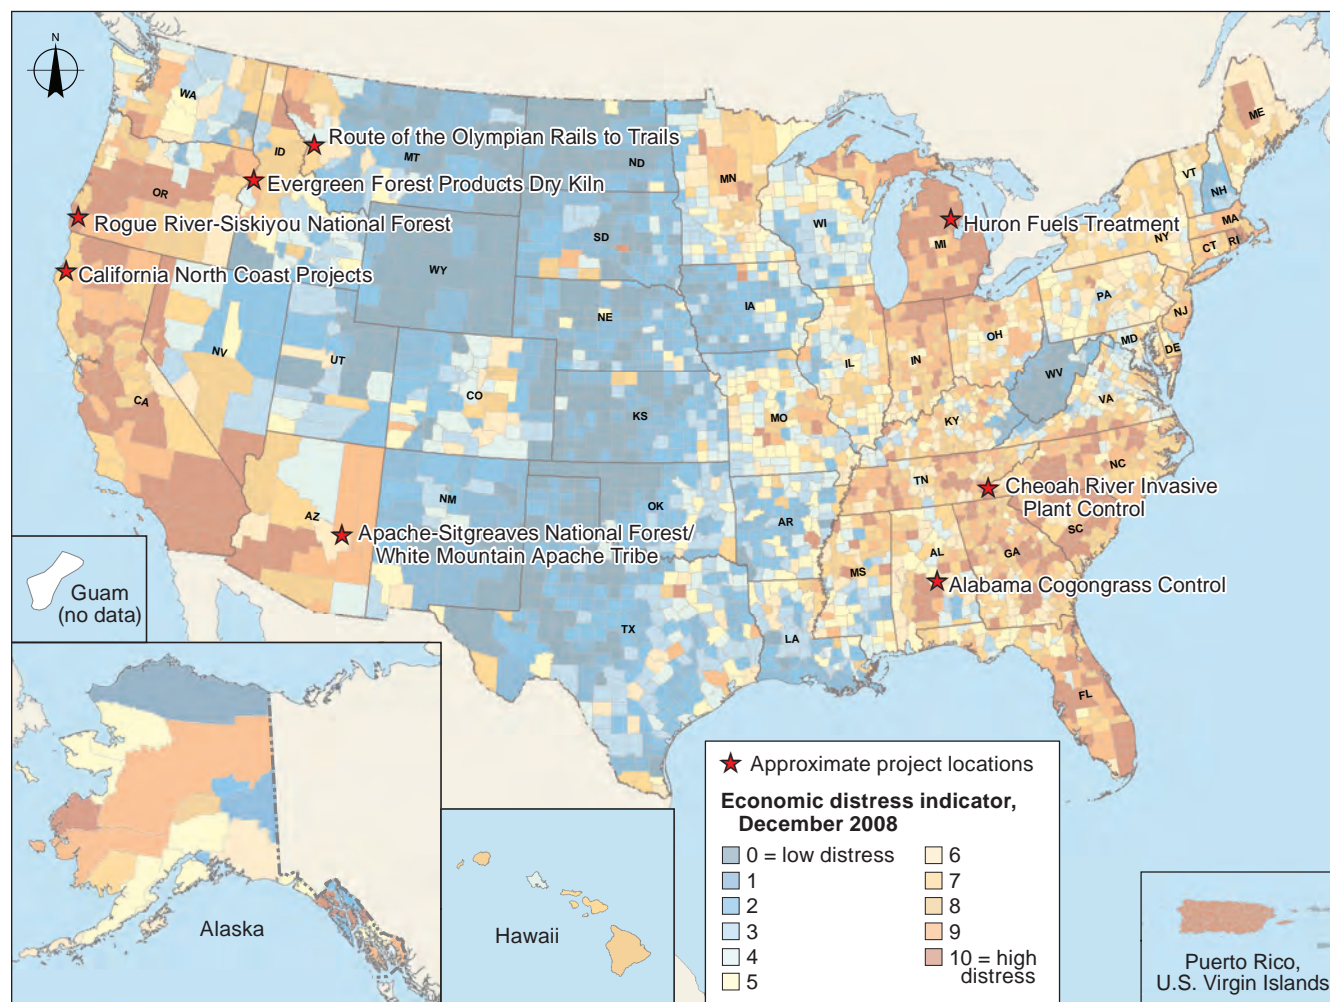 N
WA
MT
ND
MN
ME
ID
OR
Route of the Olympian Rails to Trails
Evergreen Forest Products Dry Kiln
Rogue River-Siskiyou National Forest
California North Coast Projects
SD
WI
MI
Huron Fuels Treatment
VT
NH
MA
NY
CT
RI
WY
NE
IA
PA
NJ
NV
UT
CO
IL
IN
OH
MD
DE
WV
VA
CA
KS
MO
KY
NC
AZ
NM
OK
AR
TN
Cheoah River Invasive
Plant Control
SC
Apache-Sitgreaves National Forest/
White Mountain Apache Tribe
MS
AL
GA
Alabama Cogongrass Control
Guam
(no data)
TX
LA
FL
Alaska
Hawaii
Approximate project locations
Economic distress indicator,
December 2008
0 = low distress
1
2
3
4
5
6
7
8
9
10 = high
distress
Puerto Rico,
U.S. Virgin Islands